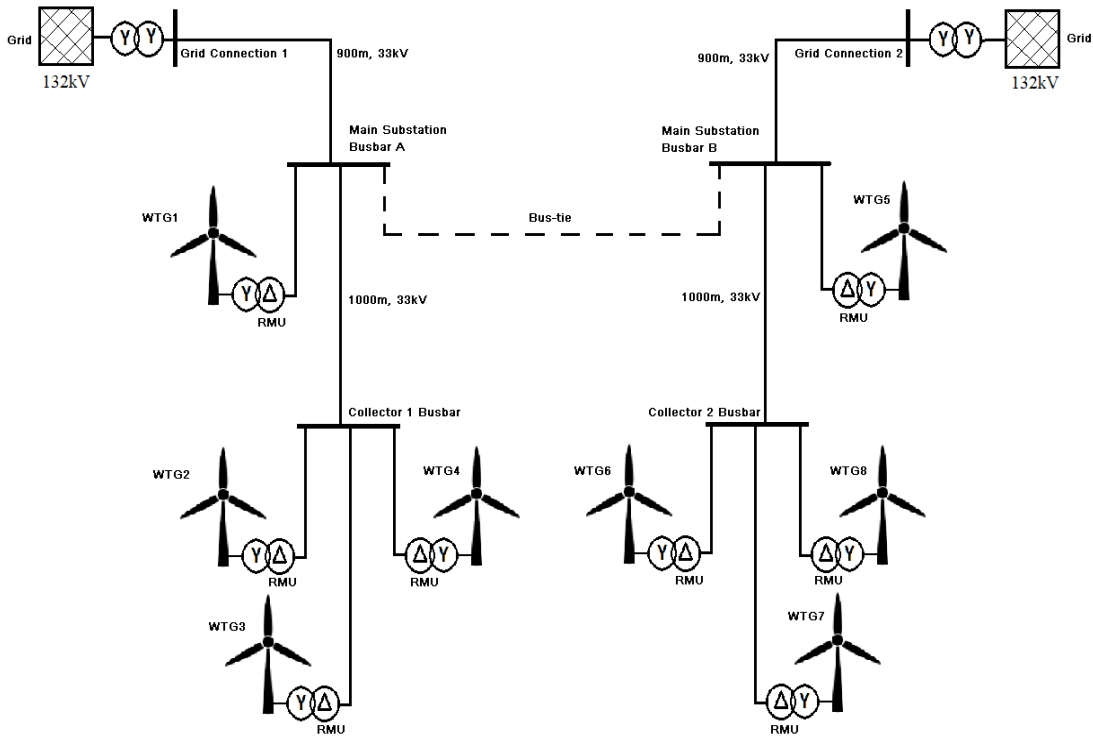 Grid
132kV
Y Y
Grid Connection 1
900m, 33kV
900m, 33kV
Grid Connection 2
Y Y
Grid
132kV
Main Substation
Busbar A
Main Substation
Busbar B
WTG1
Y Δ
RMU
Bus-tie
WTG5
Δ Y
RMU
1000m, 33kV
1000m, 33kV
Collector 1 Busbar
Collector 2 Busbar
WTG2
Y Δ
RMU
WTG4
Δ Y
RMU
WTG6
Y Δ
RMU
WTG8
Δ Y
RMU
WTG3
Y Δ
RMU
WTG7
Δ Y
RMU